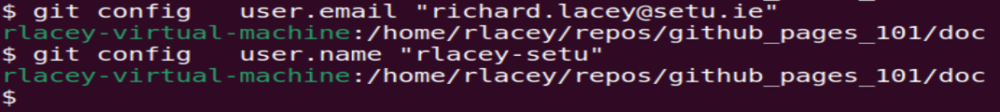 $ git config   user.email "richard.lacey@setu.ie"
rlacey-virtual-machine:/home/rlacey/repos/github_pages_101/doc
$ git config   user.name "rlacey-setu"
rlacey-virtual-machine:/home/rlacey/repos/github_pages_101/doc
$